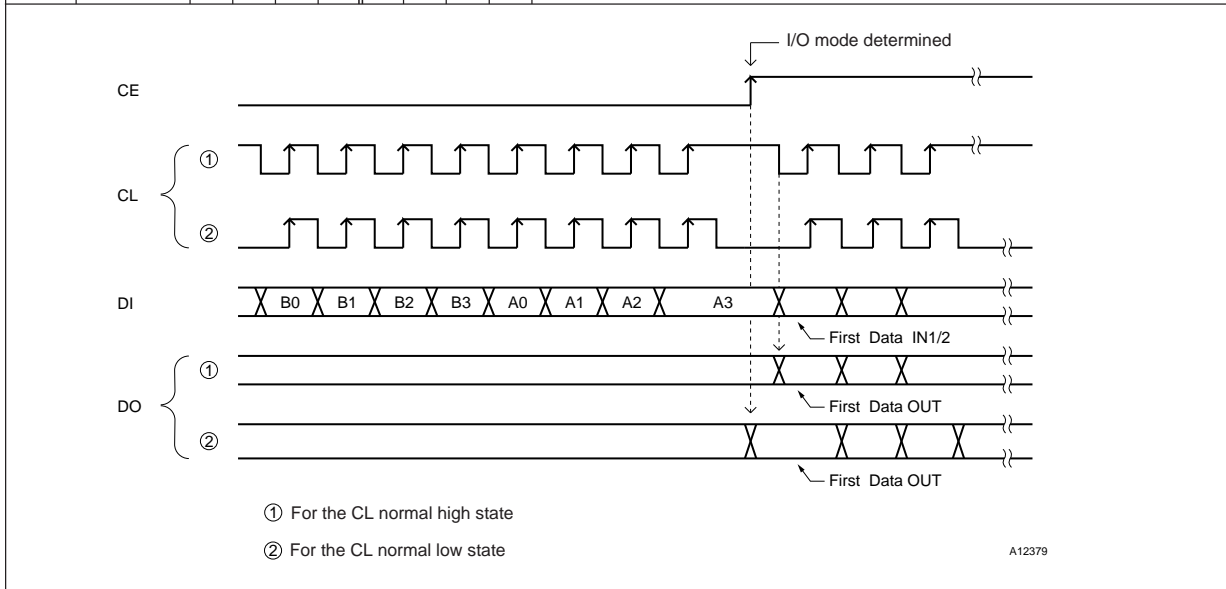 I/O mode determined
CE
CL
①
②
DI B0 B1 B2 B3 A0 A1 A2 A3
First Data IN1/2
DO
①
First Data OUT
②
First Data OUT
① For the CL normal high state
② For the CL normal low state
A12379